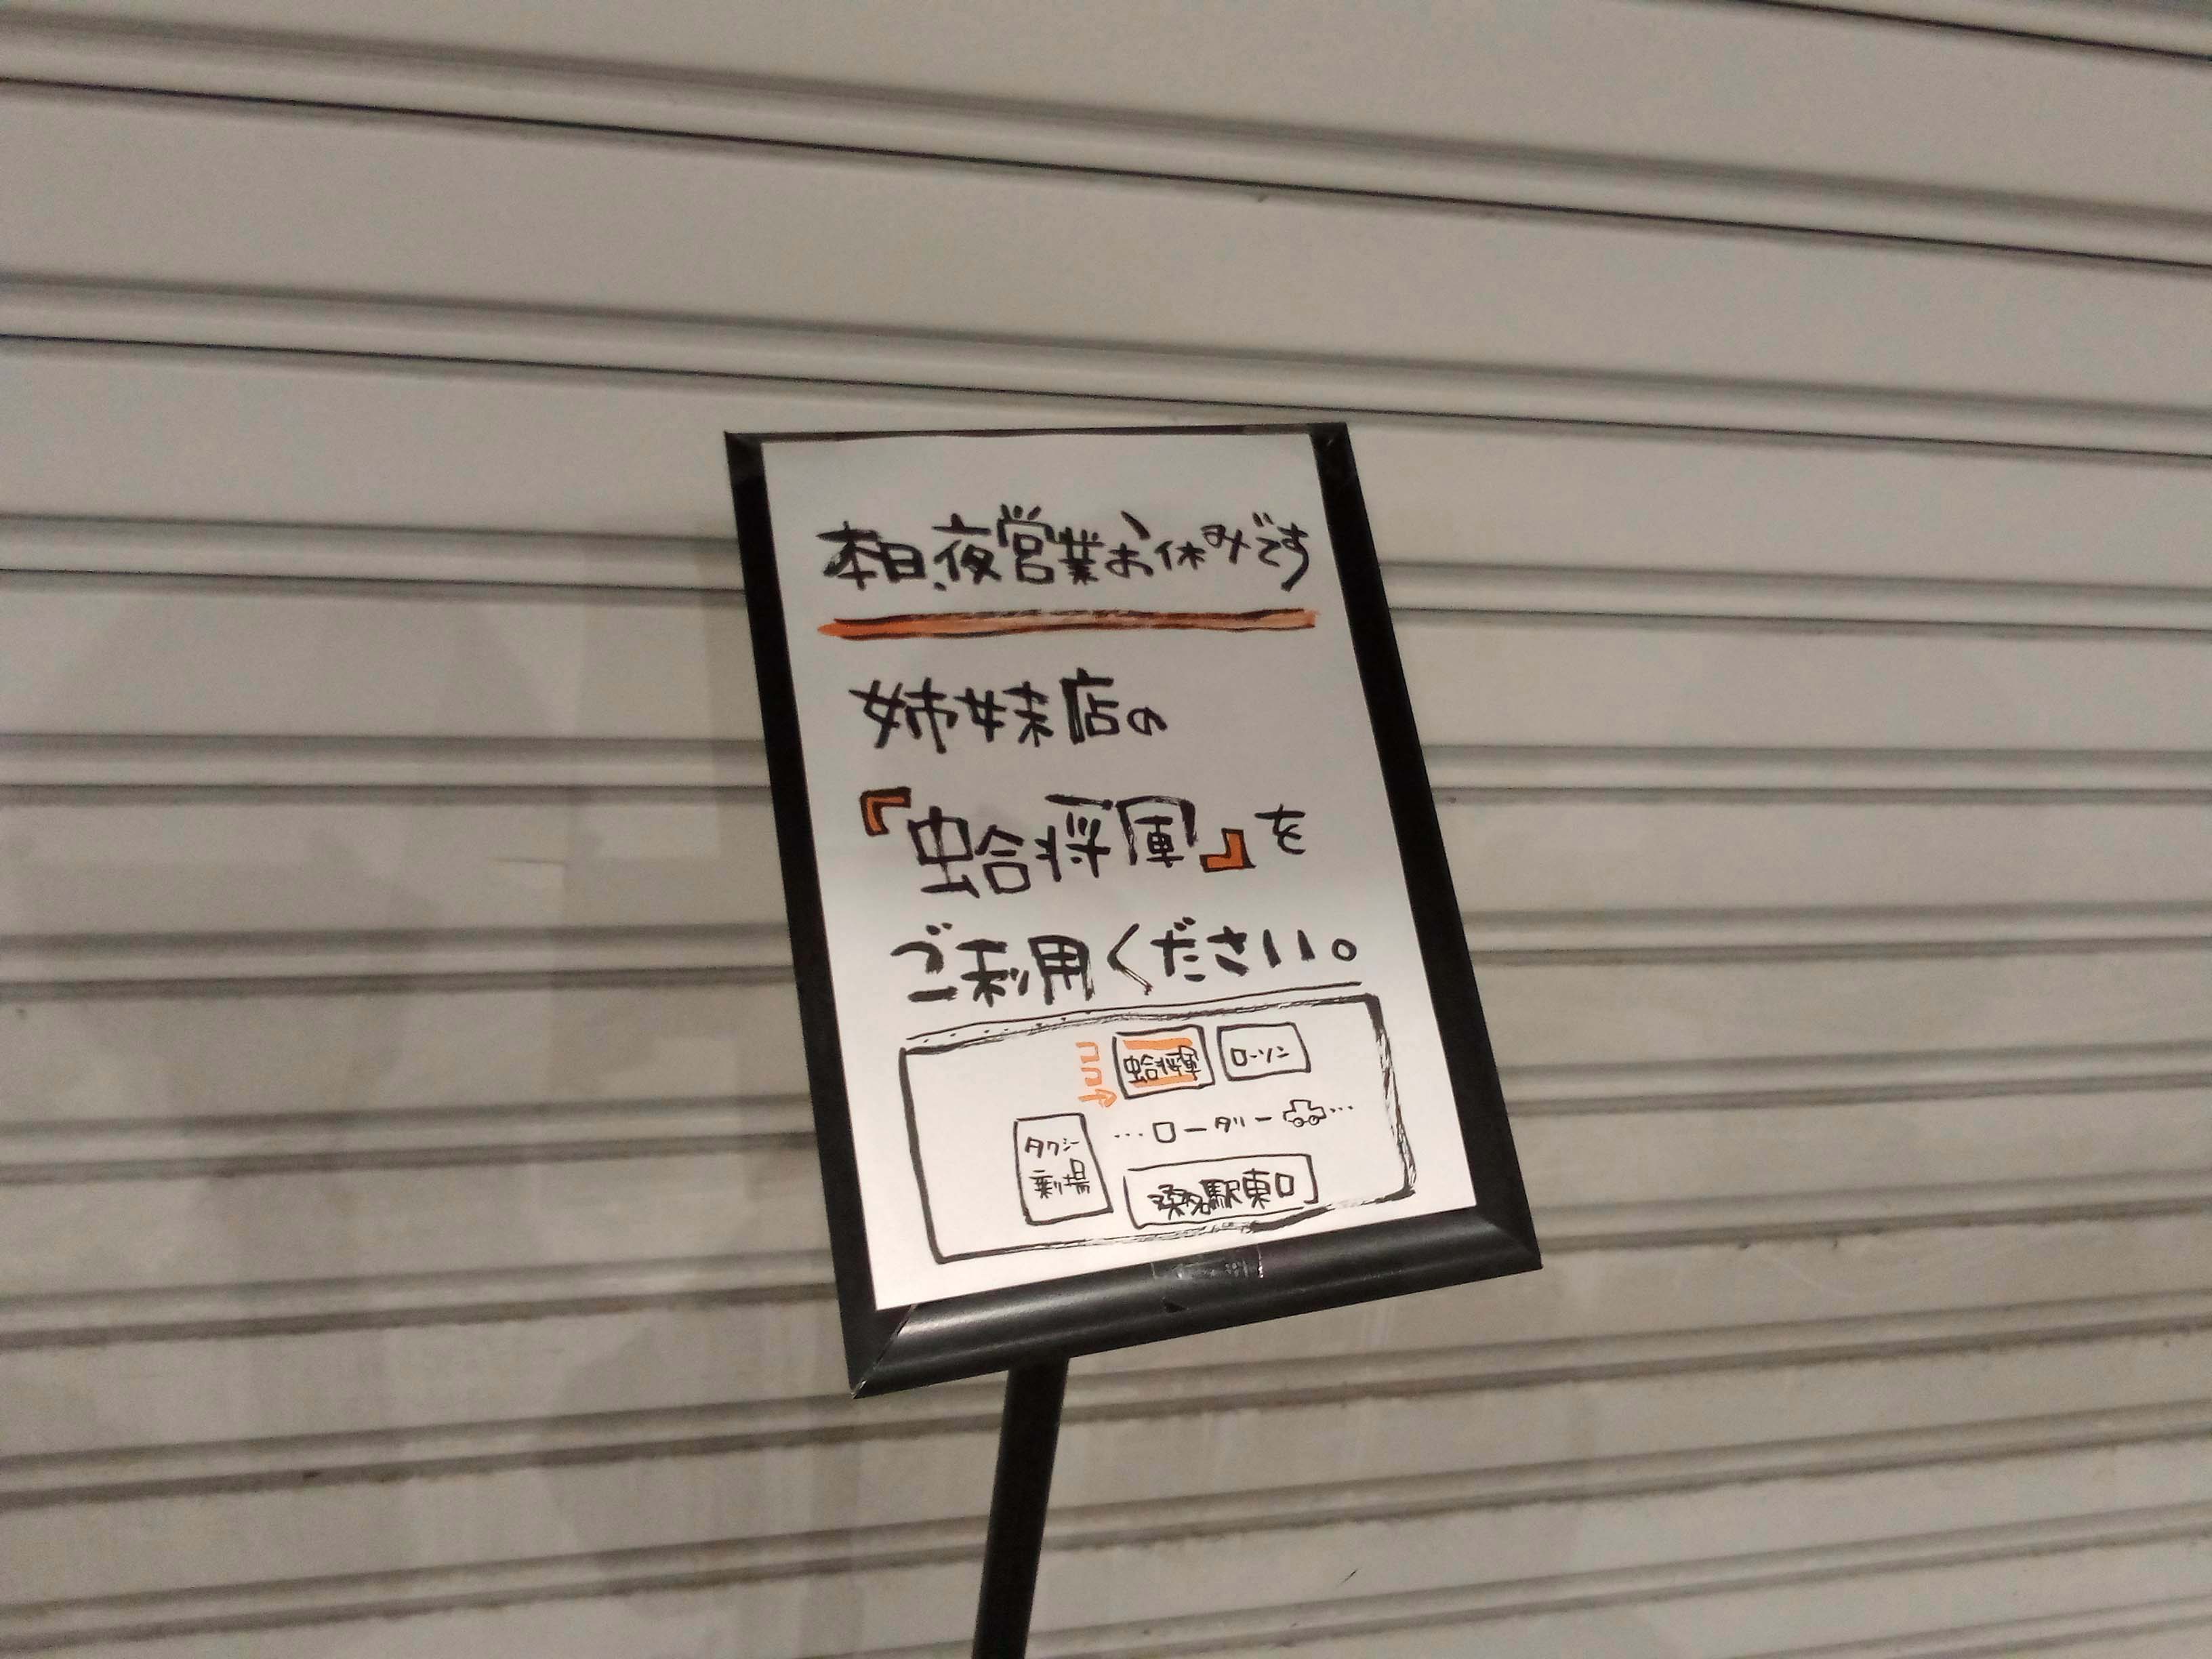 本日、夜営業お休みです
姉妹店の
『蛤将軍』を
ご利用ください。
ココ
蛤将軍
ローソン
…ロータリー…
タクシー
乗場
桑名駅東口